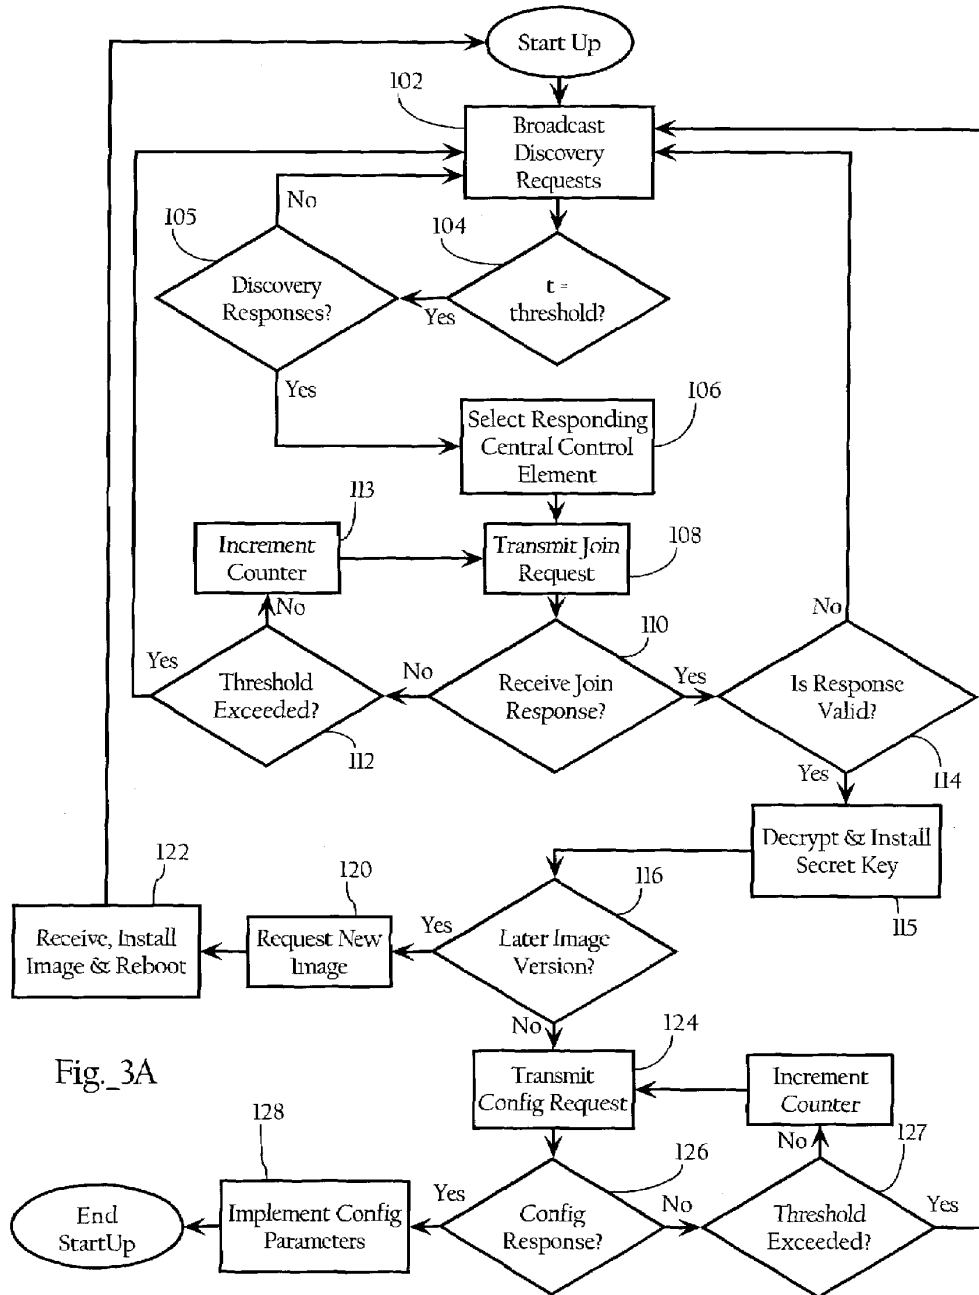 Start Up
102
Broadcast
Discovery
Requests
No
105
104
Discovery
Responses?
Yes
t =
threshold?
Yes
106
Select Responding
Central Control
Element
113
Increment
Counter
Transmit Join
Request
108
No
No
110
Yes
No
Yes
Threshold
Exceeded?
Receive Join
Response?
Is Response
Valid?
112
Yes
114
Decrypt & Install
Secret Key
115
122
120
116
Yes
Receive, Install
Image & Reboot
Request New
Image
Later Image
Version?
No
124
Fig._3A
Transmit
Config Request
Increment
Counter
128
No
127
126
Yes
No
Yes
End
StartUp
Implement Config
Parameters
Config
Response?
Threshold
Exceeded?